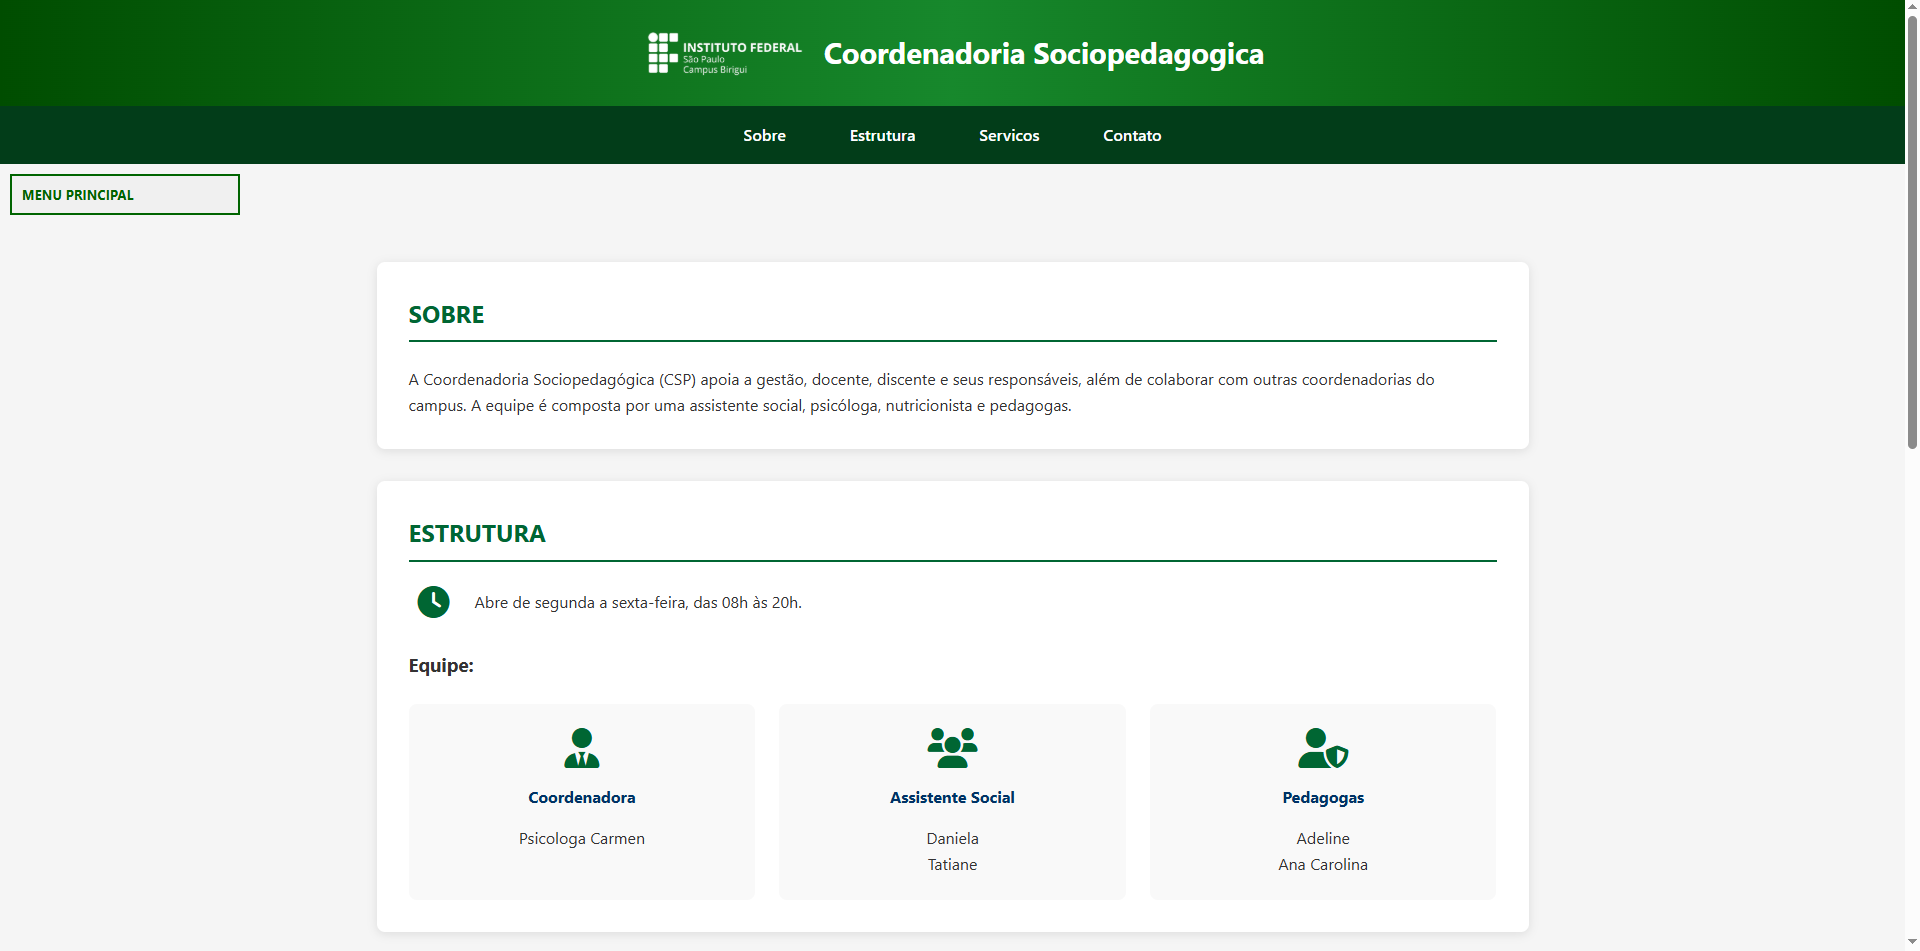 INSTITUTO FEDERAL
São Paulo
Campus Birigui
Coordenadoria Sociopedagogica
Sobre Estrutura Servicos Contato
MENU PRINCIPAL
SOBRE
A Coordenadoria Sociopedagógica (CSP) apoia a gestão, docente, discente e seus responsáveis, além de colaborar com outras coordenadorias do
campus. A equipe é composta por uma assistente social, psicóloga, nutricionista e pedagogas.
ESTRUTURA
Abre de segunda a sexta-feira, das 08h às 20h.
Equipe:
Coordenadora
Psicologa Carmen
Assistente Social
Daniela
Tatiane
Pedagogas
Adeline
Ana Carolina